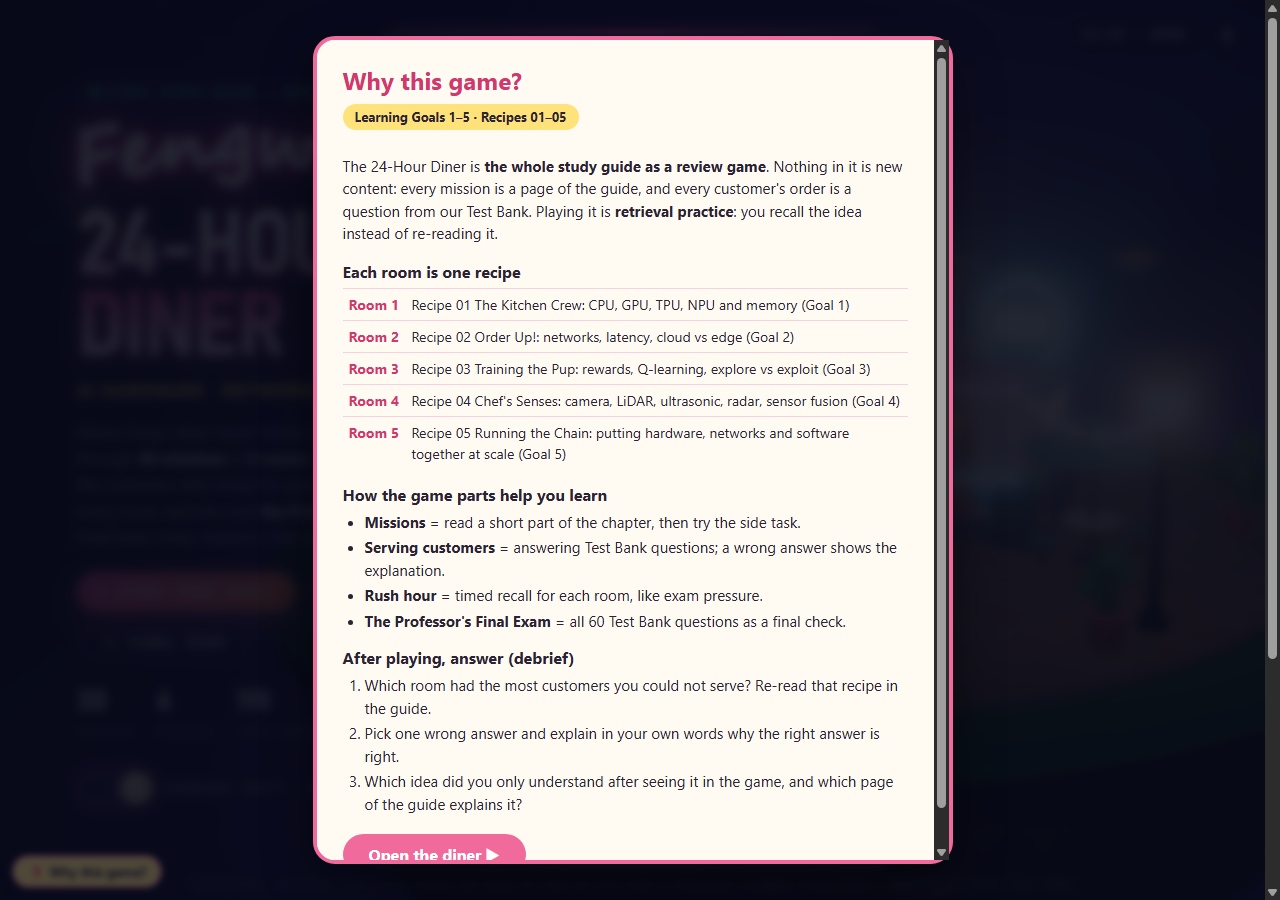 Why this game?
Learning Goals 1–5 · Recipes 01–05
The 24-Hour Diner is the whole study guide as a review game. Nothing in it is new
content: every mission is a page of the guide, and every customer's order is a
question from our Test Bank. Playing it is retrieval practice: you recall the idea
instead of re-reading it.
Each room is one recipe
Room 1 Recipe 01 The Kitchen Crew: CPU, GPU, TPU, NPU and memory (Goal 1)
Room 2 Recipe 02 Order Up!: networks, latency, cloud vs edge (Goal 2)
Room 3 Recipe 03 Training the Pup: rewards, Q-learning, explore vs exploit (Goal 3)
Room 4 Recipe 04 Chef's Senses: camera, LiDAR, ultrasonic, radar, sensor fusion (Goal 4)
Room 5 Recipe 05 Running the Chain: putting hardware, networks and software
together at scale (Goal 5)
How the game parts help you learn
• Missions = read a short part of the chapter, then try the side task.
• Serving customers = answering Test Bank questions; a wrong answer shows the
explanation.
• Rush hour = timed recall for each room, like exam pressure.
• The Professor's Final Exam = all 60 Test Bank questions as a final check.
After playing, answer (debrief)
1. Which room had the most customers you could not serve? Re-read that recipe in
the guide.
2. Pick one wrong answer and explain in your own words why the right answer is
right.
3. Which idea did you only understand after seeing it in the game, and which page
of the guide explains it?
Open the diner ▶
24-HOU
DINER
Why this game?